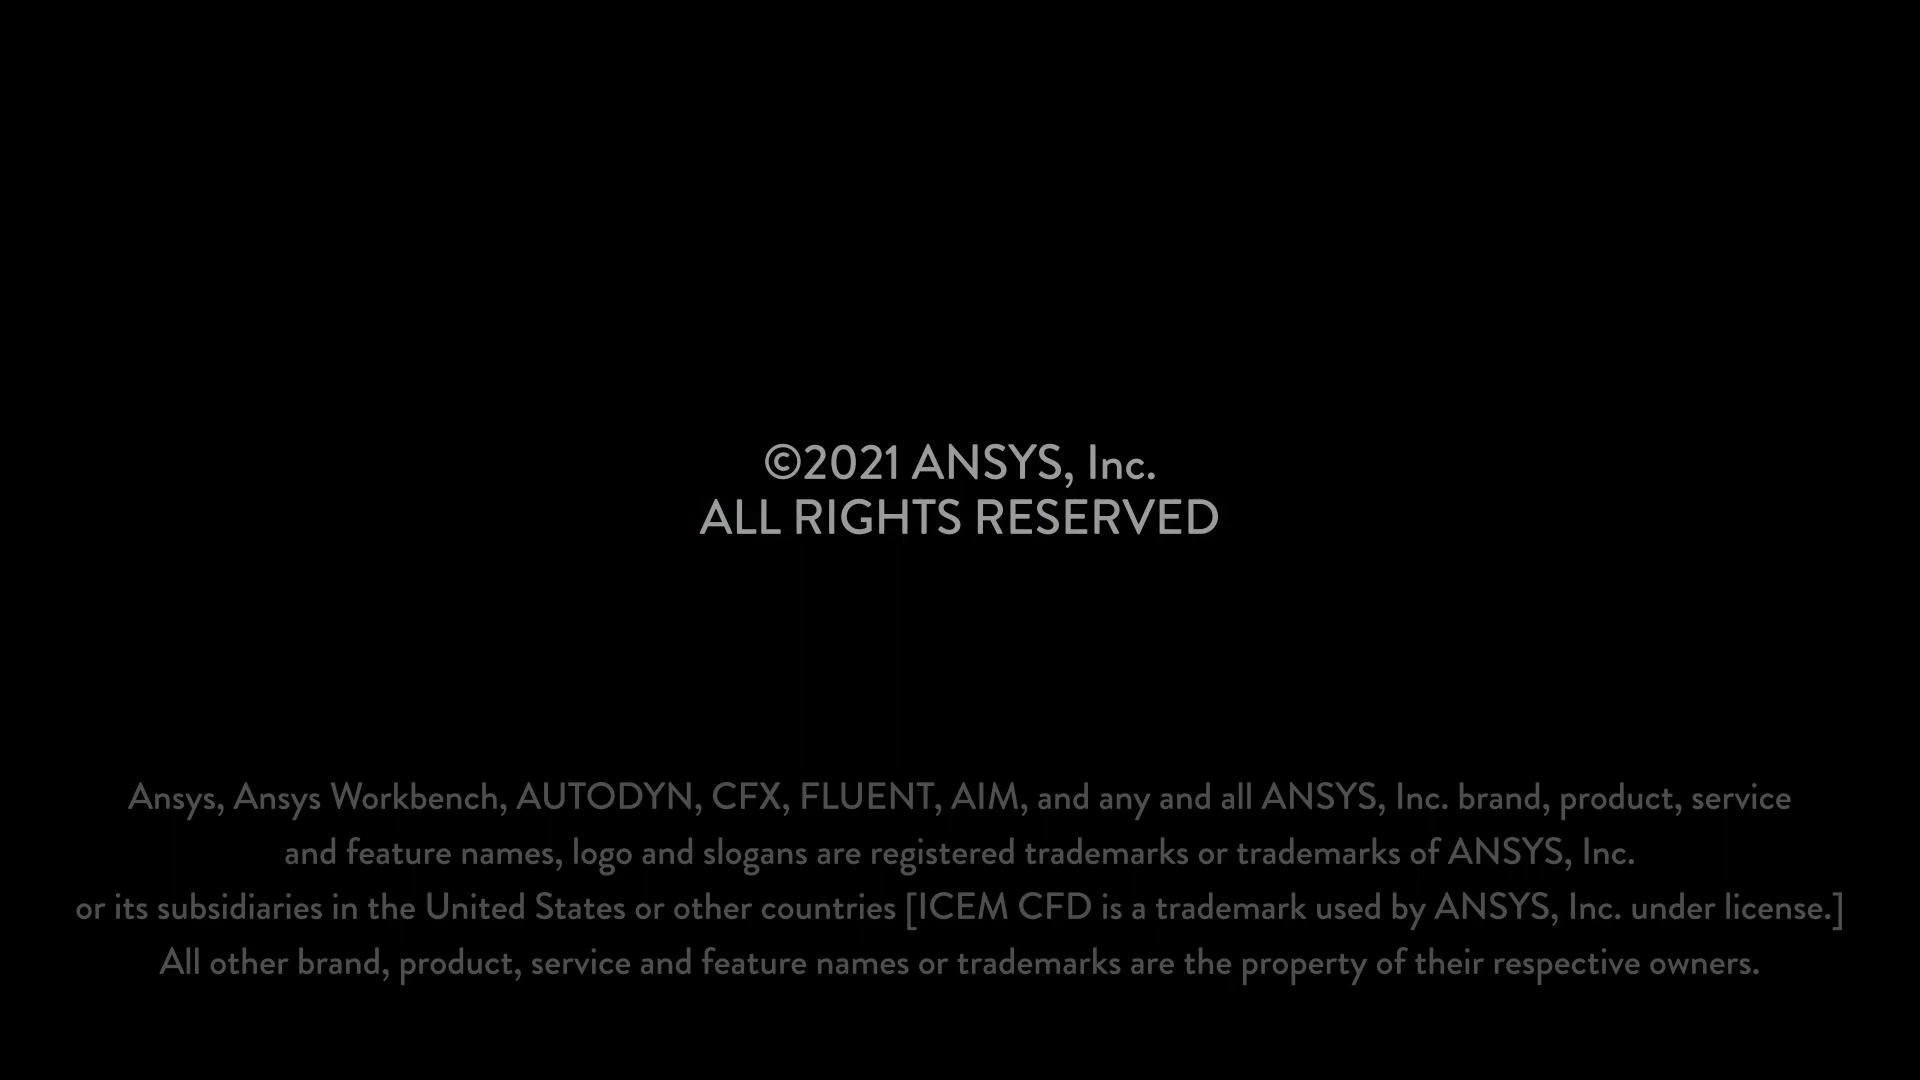 ©2021 ANSYS, Inc.
ALL RIGHTS RESERVED
Ansys, Ansys Workbench, AUTODYN, CFX, FLUENT, AIM, and any and all ANSYS, Inc. brand, product, service
and feature names, logo and slogans are registered trademarks or trademarks of ANSYS, Inc.
or its subsidiaries in the United States or other countries [ICEM CFD is a trademark used by ANSYS, Inc. under license.]
All other brand, product, service and feature names or trademarks are the property of their respective owners.